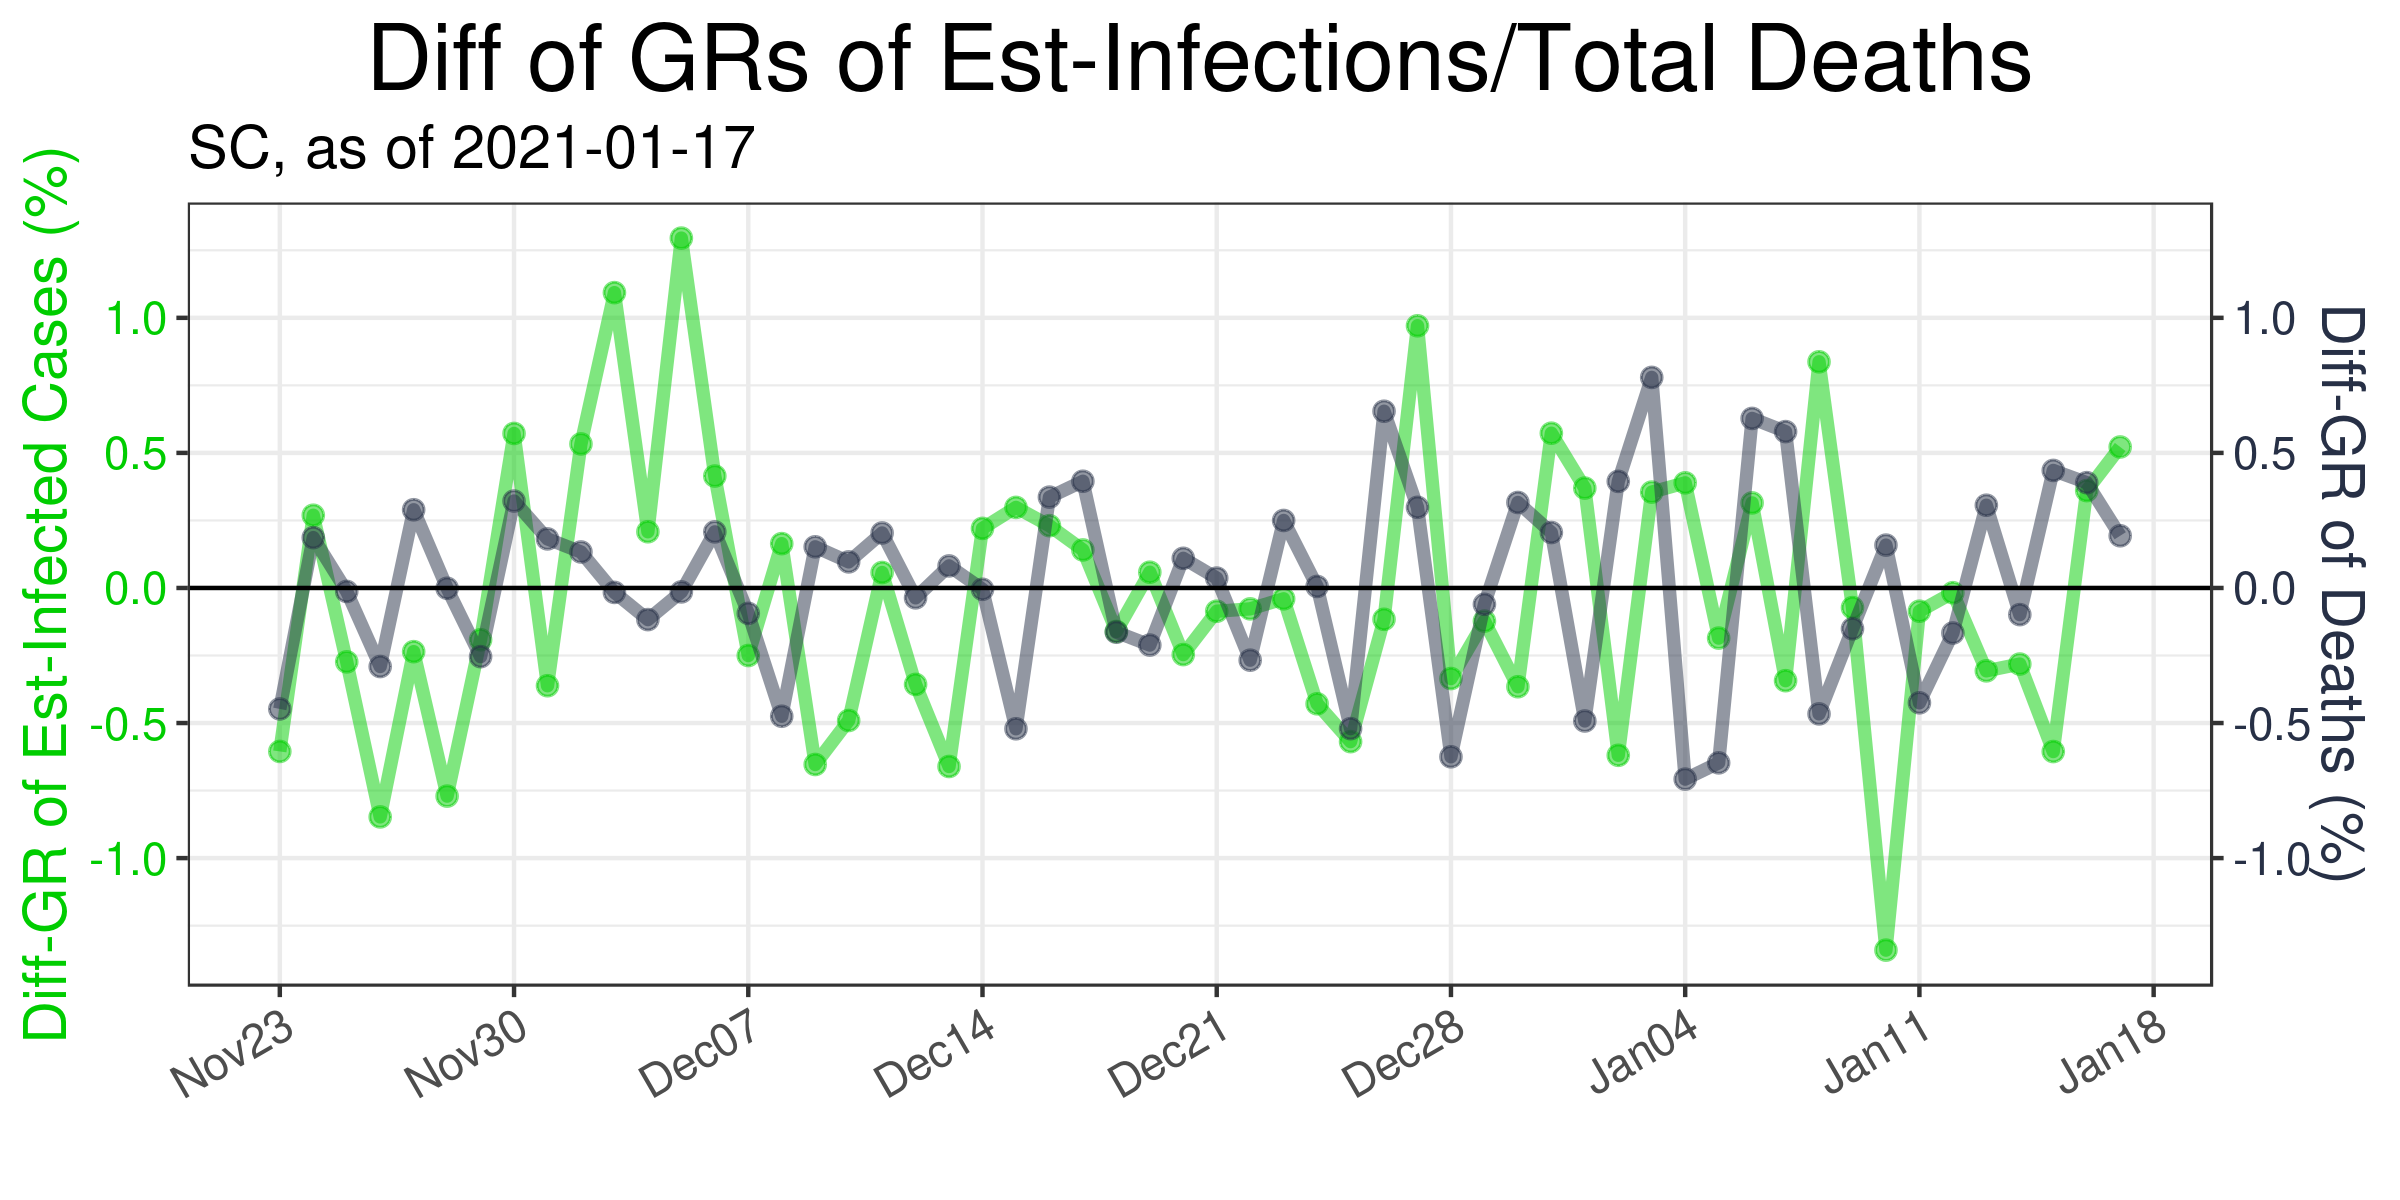 Diff of GRs of Est-Infections/Total Deaths
SC, as of 2021-01-17
Diff-GR of Est-Infected Cases (%)
1.0
0.5
0.0
-0.5
-1.0
1.0
0.5
0.0
-0.5
-1.0
Diff-GR of Deaths (%)
Nov23
Nov30
Dec07
Dec14
Dec21
Dec28
Jan04
Jan11
Jan18